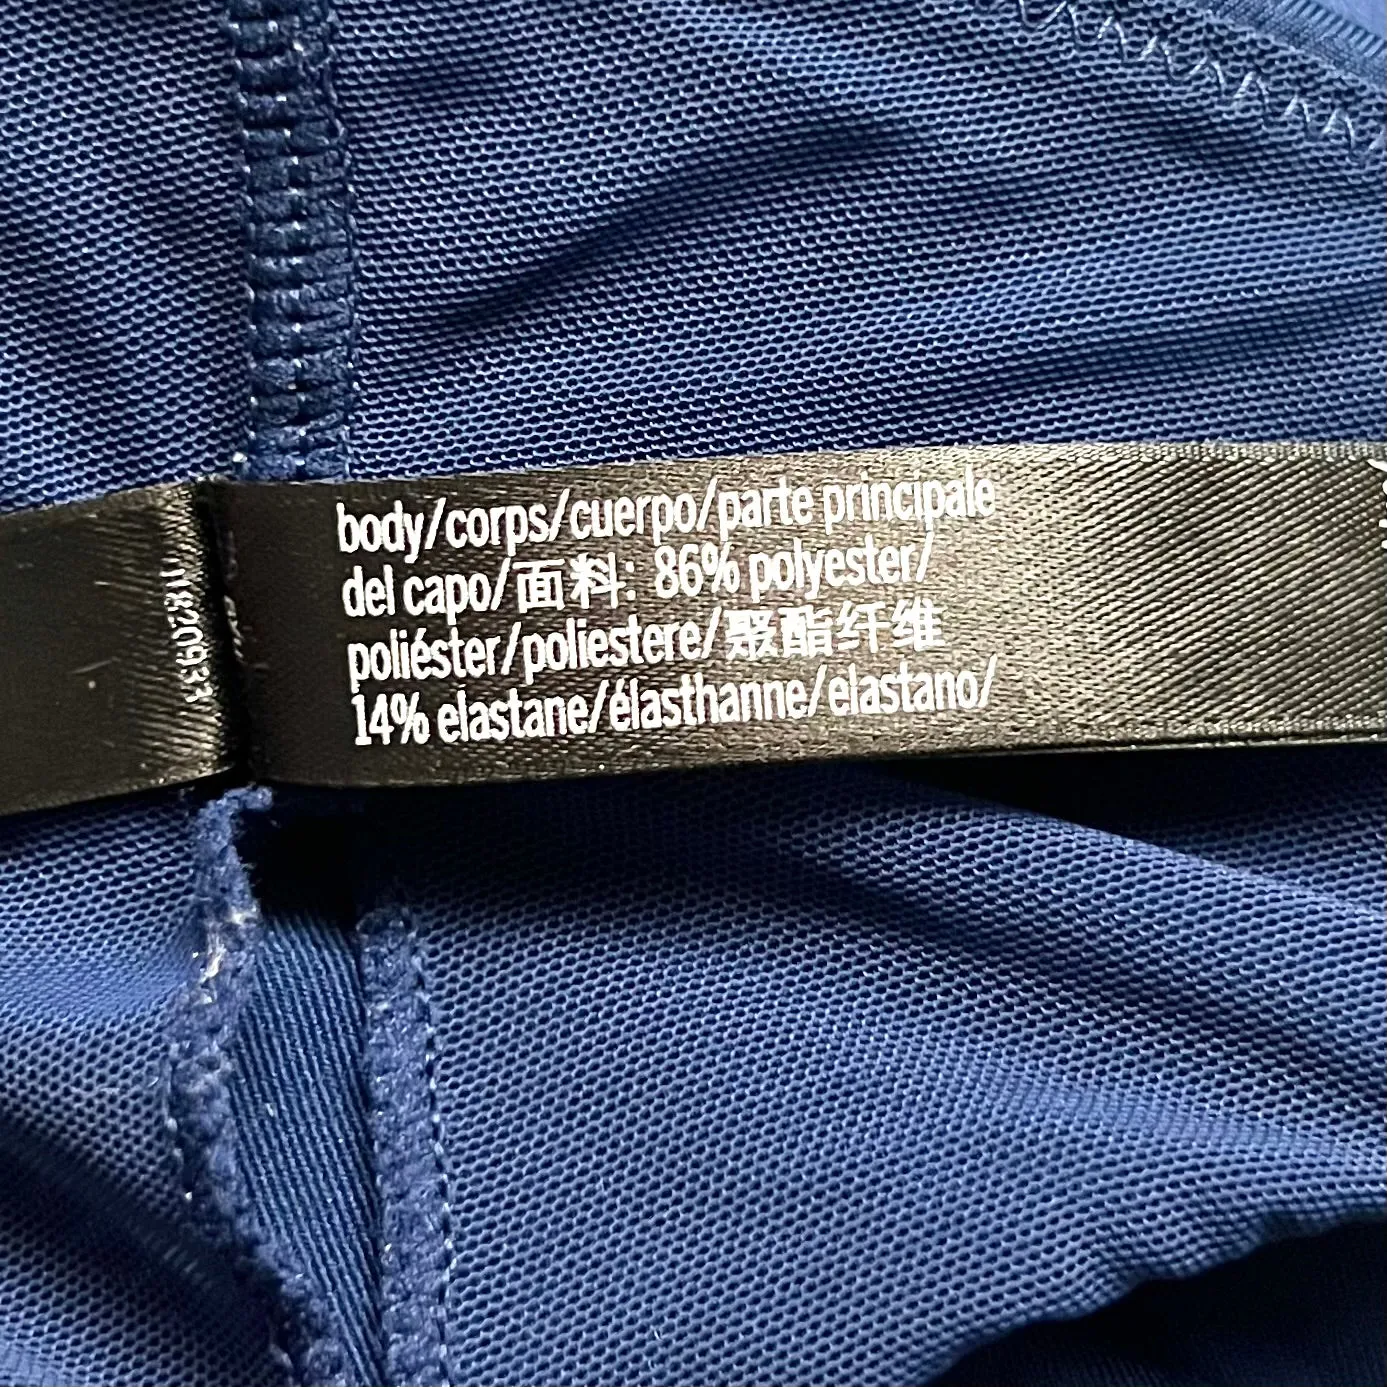 body/corps/cuerpo/parte principale
del capo/面料: 86% polyester/
poliéster/poliestere/聚酯纤维
14% elastane/élasthanne/elastano/